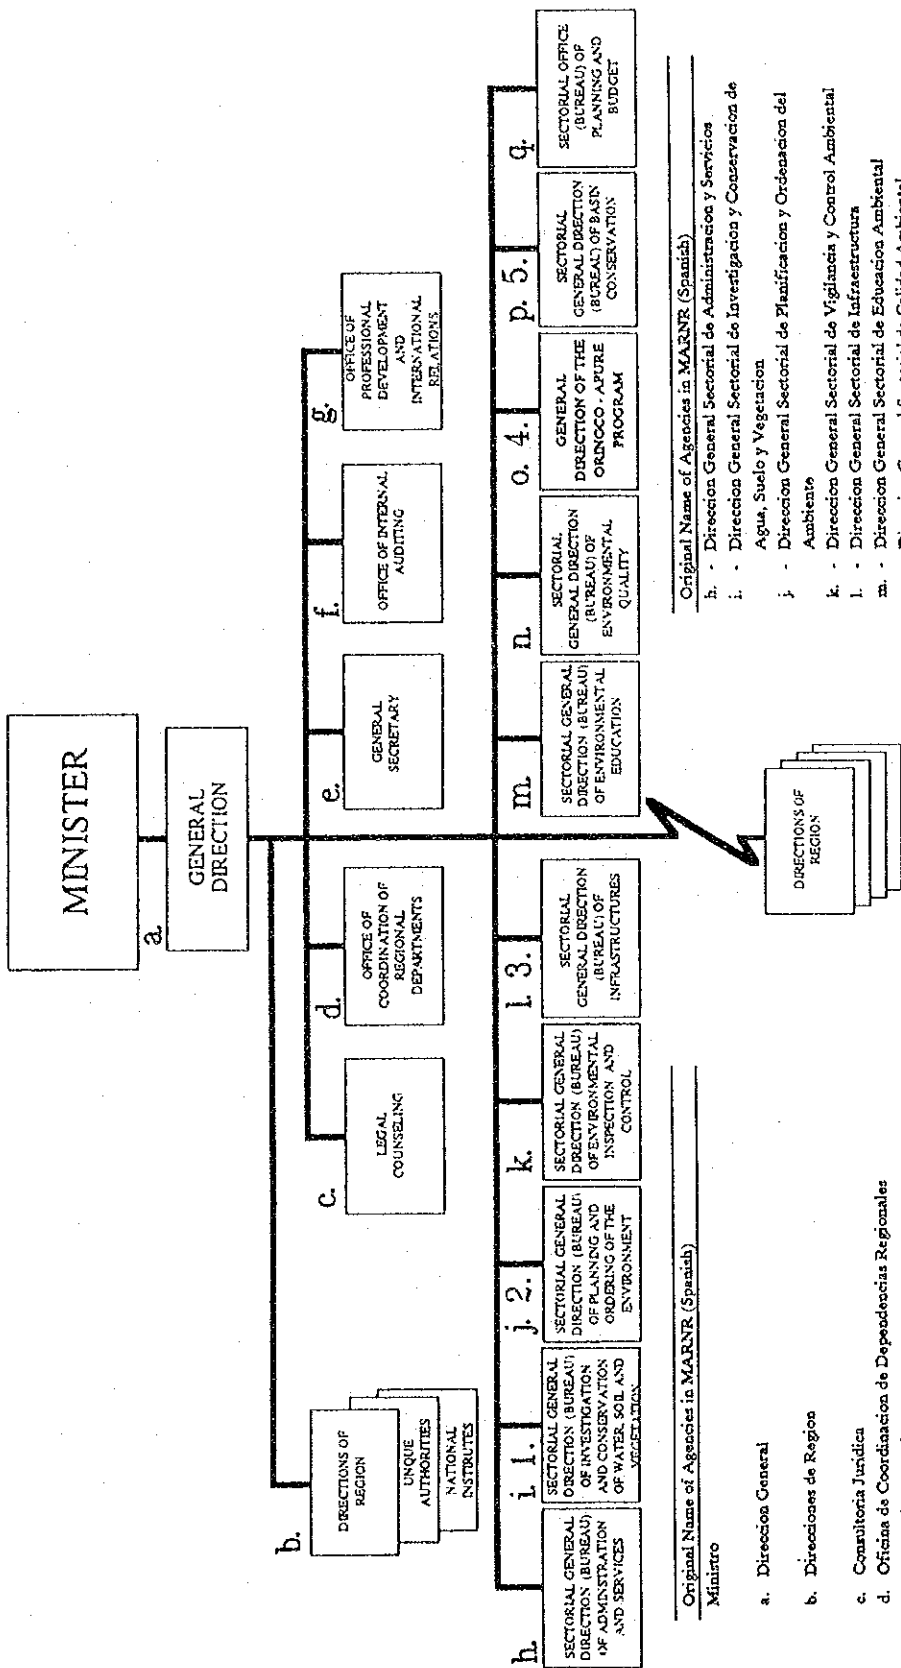 MINISTER
a.
GENERAL
DIRECTION
b.
DIRECTIONS OF
REGION
UNQUE
AUTHORITIES
NATIONAL
INSTIRUTES
c.
LEGAL
COUNSELING
d.
OFFICE OF
COORDINATION OF
REGIONAL
DEPARTMENTS
e.
GENERAL
SECRETARY
f.
OFFICE OF INTERNAL
AUDITING
g.
OFFICE OF
PROFESSIONAL
DEVELOPMENT
AND
INTERNATIONAL
RELATIONS
h.
SECTORIAL GENERAL
DIRECTION (BUREAU)
OF ADMINSTRATION
AND SERVICES
i. 1.
SECTORIAL GENERAL
DIRECTION (BUREAU)
OF INVESTIGATION
AND CONSERVATION
OF WATER, SOIL AND
VEGETATION
j. 2.
SECTORIAL GENERAL
DIRECTION (BUREAU)
OF PLANNING AND
ORDERING OF THE
ENVIRONMENT
k.
SECTORIAL GENERAL
DIRECTION (BUREAU)
OF ENVIRONMENTAL
INSPECTION AND
CONTROL
l. 3.
SECTORIAL
GENERAL DIRECTION
(BUREAU) OF
INFRASTRUCTURES
m.
SECTORIAL GENERAL
DIRECTION (BUREAU)
OF ENVIRONMENTAL
EDUCATION
n.
SECTORIAL
GENERAL DIRECTION
(BUREAU) OF
ENVIRONMENTAL
QUALITY
o. 4.
GENERAL
DIRECTION OF THE
ORINOCO - APURE
PROGRAM
p. 5.
SECTORIAL
GENERAL DIRECTION
(BUREAU) OF BASIN
CONSERVATION
q.
SECTORIAL OFFICE
(BUREAU) OF
PLANNING AND
BUDGET
DIRECTIONS OF
REGION
Original Name of Agencies in MARNR (Spanish)
Ministro
a. Direccion General
b. Direcciones de Region
c. Consultoria Juridica
d. Oficina de Coordinacion de Dependencias Regionales
Original Name of Agencies in MARNR (Spanish)
h. - Direccion General Sectorial de Administracion y Servicios
i. - Direccion General Sectorial de Investigacion y Conservacion de
Agua, Suelo y Vegetacion
j. - Direccion General Sectorial de Planificacion y Ordenacion del
Ambiente
k. - Direccion General Sectorial de Vigilancia y Control Ambiental
l. - Direccion General Sectorial de Infraestructura
m. - Direccion General Sectorial de Educacion Ambiental